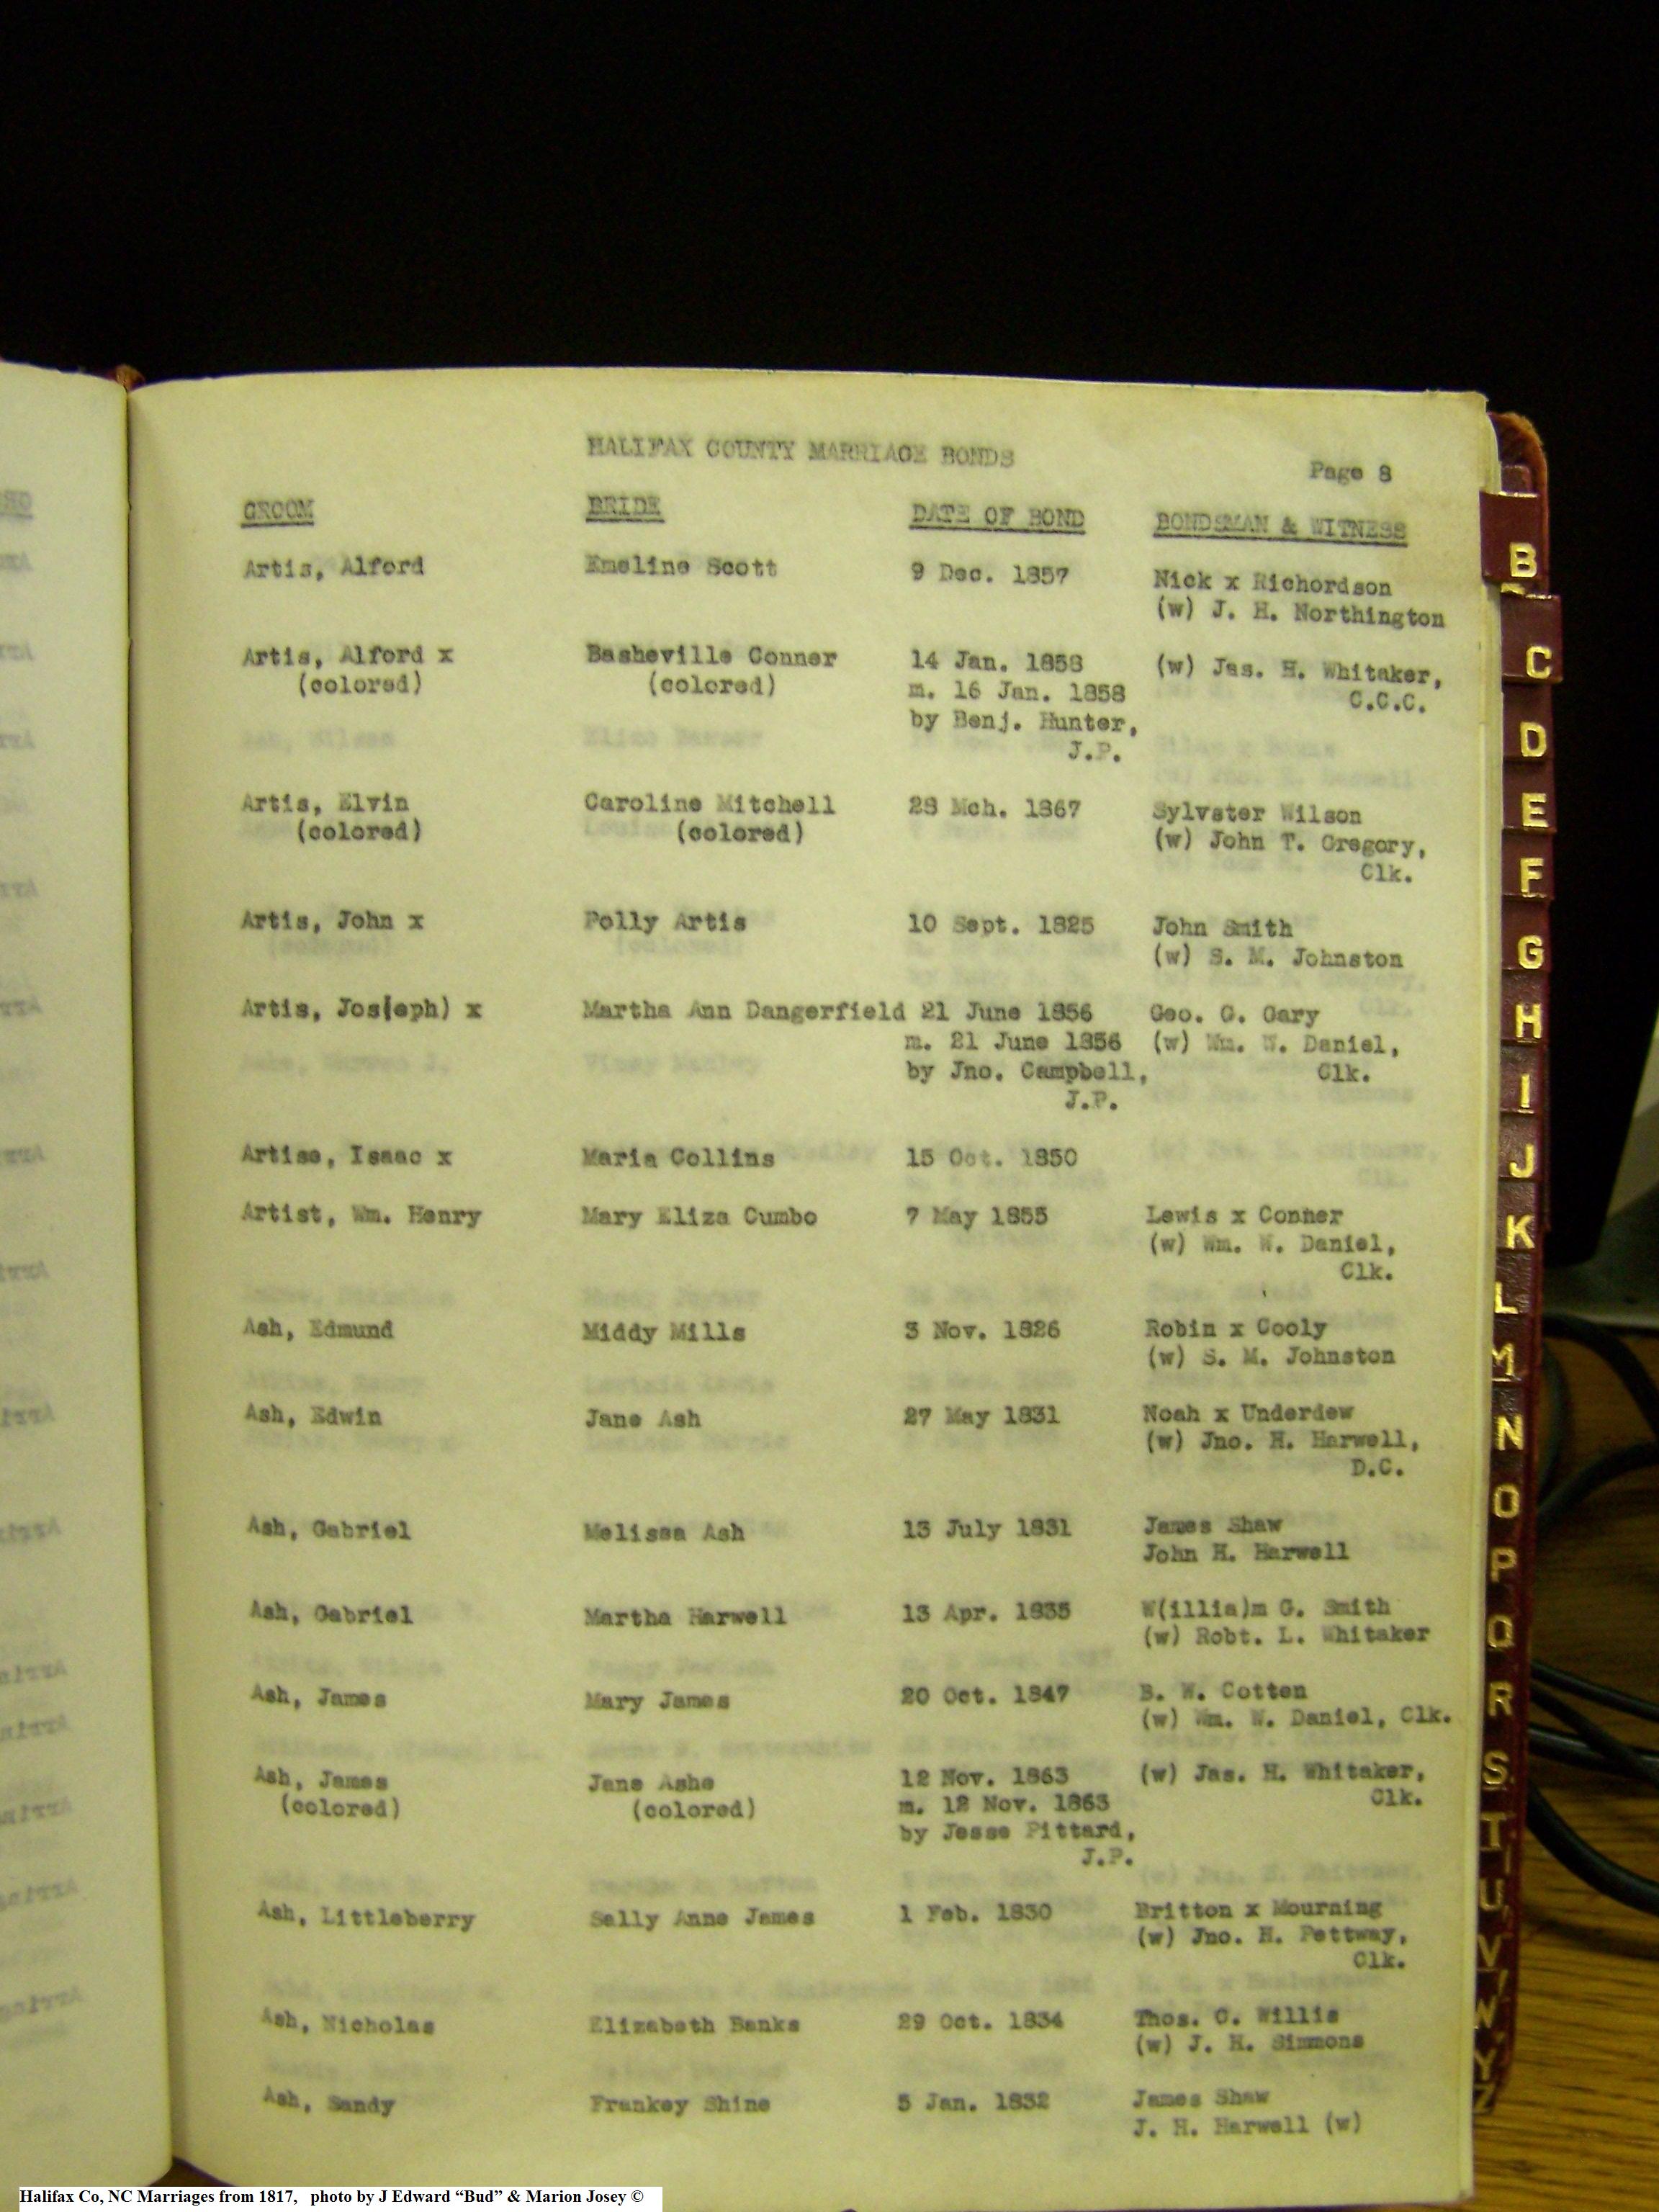 HALIFAX COUNTY MARRIAGE BONDS
Page 8
GROOM BRIDE DATE OF BOND BONDSMAN & WITNESS
Artis, Alford Emeline Scott 9 Dec. 1857 Nick x Richordson
(w) J. H. Northington
Artis, Alford x Basheville Conner 14 Jan. 1858 (w) Jas. H. Whitaker,
(colored) (colored) m. 16 Jan. 1858 C.C.C.
by Benj. Hunter,
J.P.
Artis, Elvin Caroline Mitchell 28 Mch. 1867 Sylvster Wilson
(colored) (colored) (w) John T. Gregory,
Clk.
Artis, John x Polly Artis 10 Sept. 1825 John Smith
(w) S. M. Johnston
Artis, Jos(eph) x Martha Ann Dangerfield 21 June 1856 Geo. G. Gary
m. 21 June 1856 (w) Wm. W. Daniel,
by Jno. Campbell, Clk.
J.P.
Artise, Isaac x Maria Collins 15 Oct. 1850
Artist, Wm. Henry Mary Eliza Cumbo 7 May 1855 Lewis x Conner
(w) Wm. W. Daniel,
Clk.
Ash, Edmund Middy Mills 3 Nov. 1826 Robin x Cooly
(w) S. M. Johnston
Ash, Edwin Jane Ash 27 May 1831 Noah x Underdew
(w) Jno. H. Harwell,
D.C.
Ash, Gabriel Melissa Ash 13 July 1831 James Shaw
John H. Harwell
Ash, Gabriel Martha Harwell 13 Apr. 1835 W(illia)m G. Smith
(w) Robt. L. Whitaker
Ash, James Mary James 20 Oct. 1847 B. W. Cotten
(w) Wm. W. Daniel, Clk.
Ash, James Jane Ashe 12 Nov. 1863 (w) Jas. H. Whitaker,
(colored) (colored) m. 12 Nov. 1863 Clk.
by Jesse Pittard,
J.P.
Ash, Littleberry Sally Anne James 1 Feb. 1830 Britton x Mourning
(w) Jno. H. Pettway,
Clk.
Ash, Nicholas Elizabeth Banks 29 Oct. 1834 Thos. C. Willis
(w) J. H. Simmons
Ash, Sandy Frankey Shine 5 Jan. 1832 James Shaw
J. H. Harwell (w)
B
C
D
E
F
G
H
I
J
K
L
M
N
O
P
Q
R
S
T
U
V
W
Y
Z
Halifax Co, NC Marriages from 1817, photo by J Edward “Bud” & Marion Josey ©